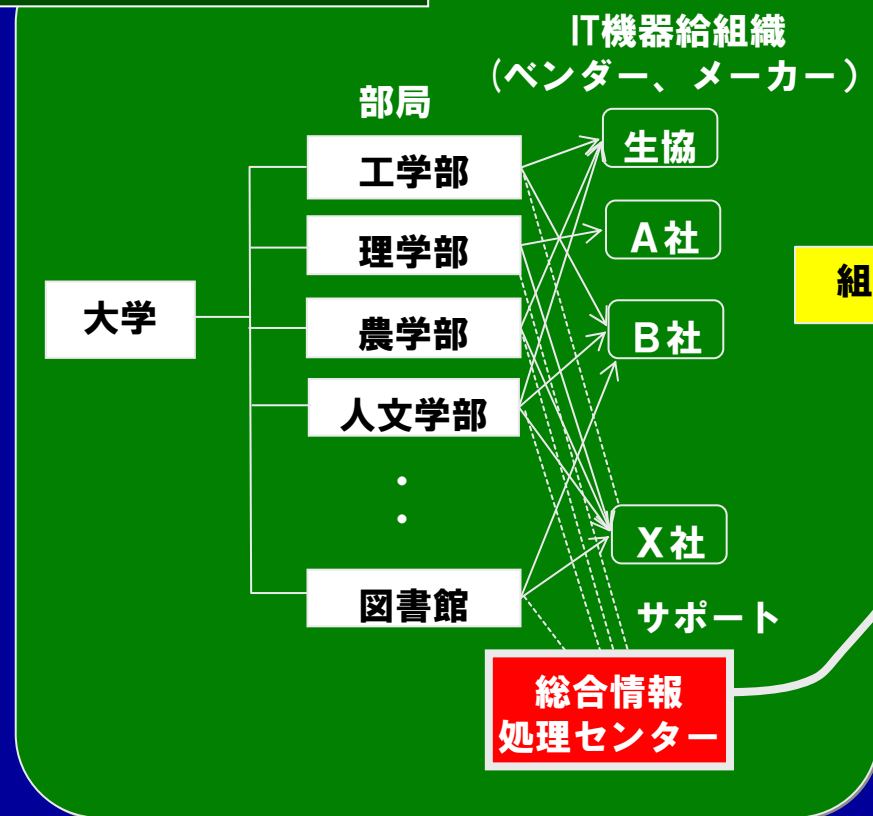 IT機器給組織
(ベンダー、メーカー)
部局
工学部
生協
理学部
A社
組
大学
農学部
B社
人文学部
:
X社
図書館
サポート
総合情報
処理センター